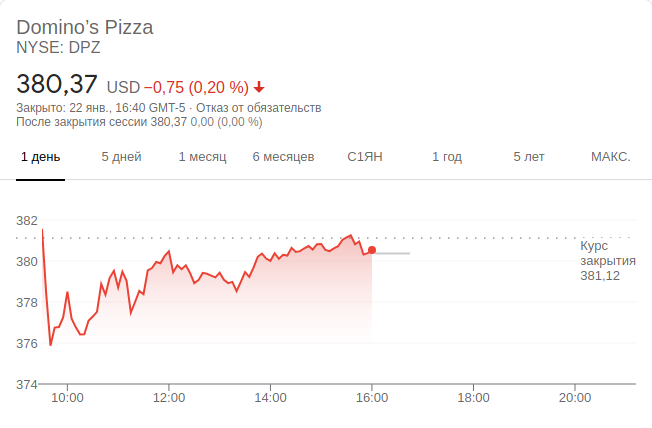 Domino’s Pizza
NYSE: DPZ
380,37 USD −0,75 (0,20 %)
Закрыто: 22 янв., 16:40 GMT-5 · Отказ от обязательств
После закрытия сессии 380,37 0,00 (0,00 %)
1 день 5 дней 1 месяц 6 месяцев С1ЯН 1 год 5 лет МАКС.
382
380
378
376
374
Курс
закрытия
381,12
10:00 12:00 14:00 16:00 18:00 20:00